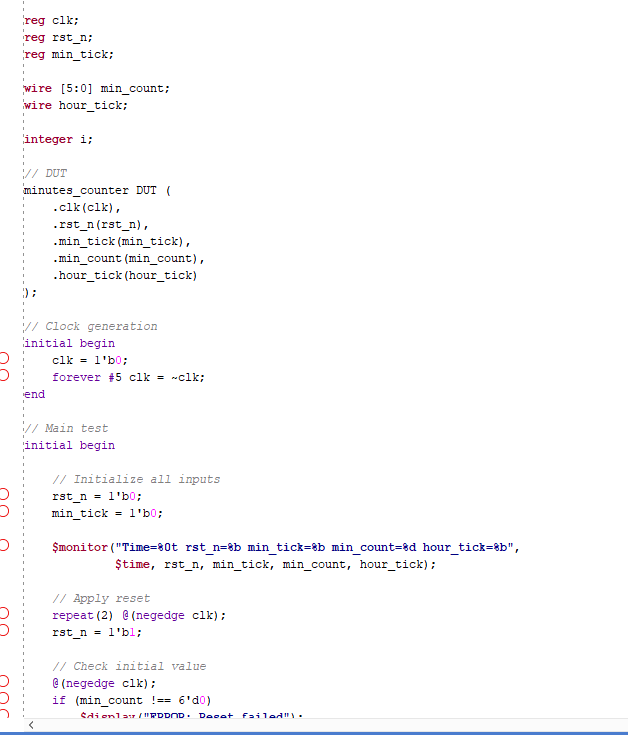 reg clk;
reg rst_n;
reg min_tick;
wire [5:0] min_count;
wire hour_tick;
integer i;
// DUT
minutes_counter DUT (
.clk(clk),
.rst_n(rst_n),
.min_tick(min_tick),
.min_count(min_count),
.hour_tick(hour_tick)
);
// Clock generation
initial begin
clk = 1'b0;
forever #5 clk = ~clk;
end
// Main test
initial begin
// Initialize all inputs
rst_n = 1'b0;
min_tick = 1'b0;
$monitor("Time=%0t rst_n=%b min_tick=%b min_count=%d hour_tick=%b",
$time, rst_n, min_tick, min_count, hour_tick);
// Apply reset
repeat(2) @(negedge clk);
rst_n = 1'b1;
// Check initial value
@(negedge clk);
if (min_count !== 6'd0)
$display("ERROR: Reset failed");